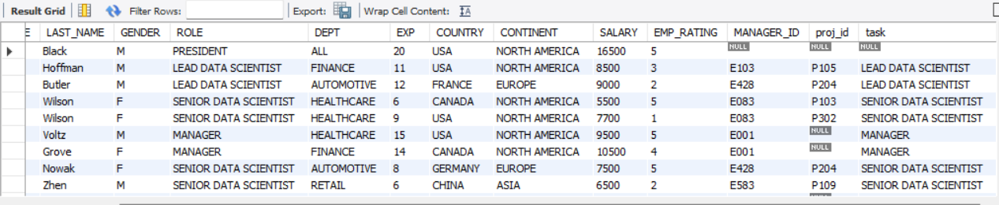 Result Grid Filter Rows: Export: Wrap Cell Content: IA
E LAST_NAME GENDER ROLE DEPT EXP COUNTRY CONTINENT SALARY EMP_RATING MANAGER_ID proj_id task
Black M PRESIDENT ALL 20 USA NORTH AMERICA 16500 5 NULL NULL NULL
Hoffman M LEAD DATA SCIENTIST FINANCE 11 USA NORTH AMERICA 8500 3 E103 P105 LEAD DATA SCIENTIST
Butler M LEAD DATA SCIENTIST AUTOMOTIVE 12 FRANCE EUROPE 9000 2 E428 P204 LEAD DATA SCIENTIST
Wilson F SENIOR DATA SCIENTIST HEALTHCARE 6 CANADA NORTH AMERICA 5500 5 E083 P103 SENIOR DATA SCIENTIST
Wilson F SENIOR DATA SCIENTIST HEALTHCARE 9 USA NORTH AMERICA 7700 1 E083 P302 SENIOR DATA SCIENTIST
Voltz M MANAGER HEALTHCARE 15 USA NORTH AMERICA 9500 5 E001 NULL MANAGER
Grove F MANAGER FINANCE 14 CANADA NORTH AMERICA 10500 4 E001 NULL MANAGER
Nowak F SENIOR DATA SCIENTIST AUTOMOTIVE 8 GERMANY EUROPE 7500 5 E428 P204 SENIOR DATA SCIENTIST
Zhen M SENIOR DATA SCIENTIST RETAIL 6 CHINA ASIA 6500 2 E583 P109 SENIOR DATA SCIENTIST